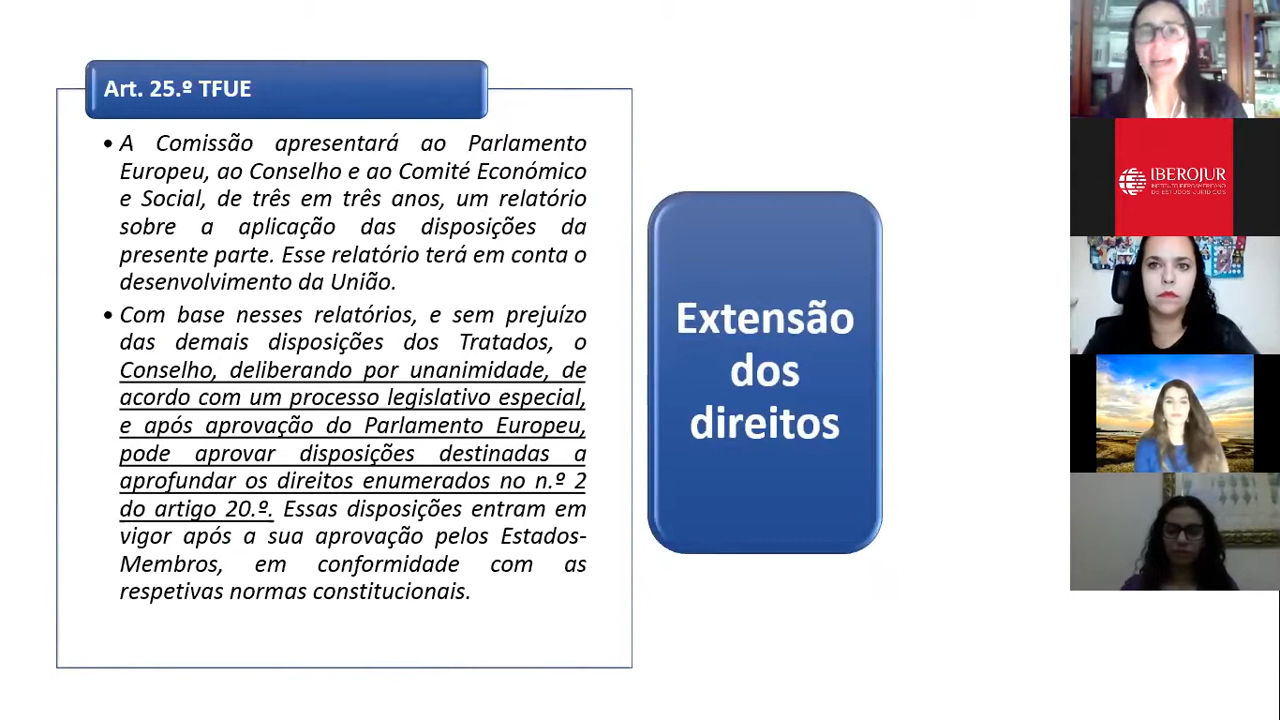 Art. 25.º TFUE
• A Comissão apresentará ao Parlamento
Europeu, ao Conselho e ao Comité Económico
e Social, de três em três anos, um relatório
sobre a aplicação das disposições da
presente parte. Esse relatório terá em conta o
desenvolvimento da União.
• Com base nesses relatórios, e sem prejuízo
das demais disposições dos Tratados, o
Conselho, deliberando por unanimidade, de
acordo com um processo legislativo especial,
e após aprovação do Parlamento Europeu,
pode aprovar disposições destinadas a
aprofundar os direitos enumerados no n.º 2
do artigo 20.º. Essas disposições entram em
vigor após a sua aprovação pelos Estados-
Membros, em conformidade com as
respetivas normas constitucionais.
Extensão
dos
direitos
IBEROJUR
INSTITUTO IBEROAMERICANO
DE ESTUDOS JURÍDICOS